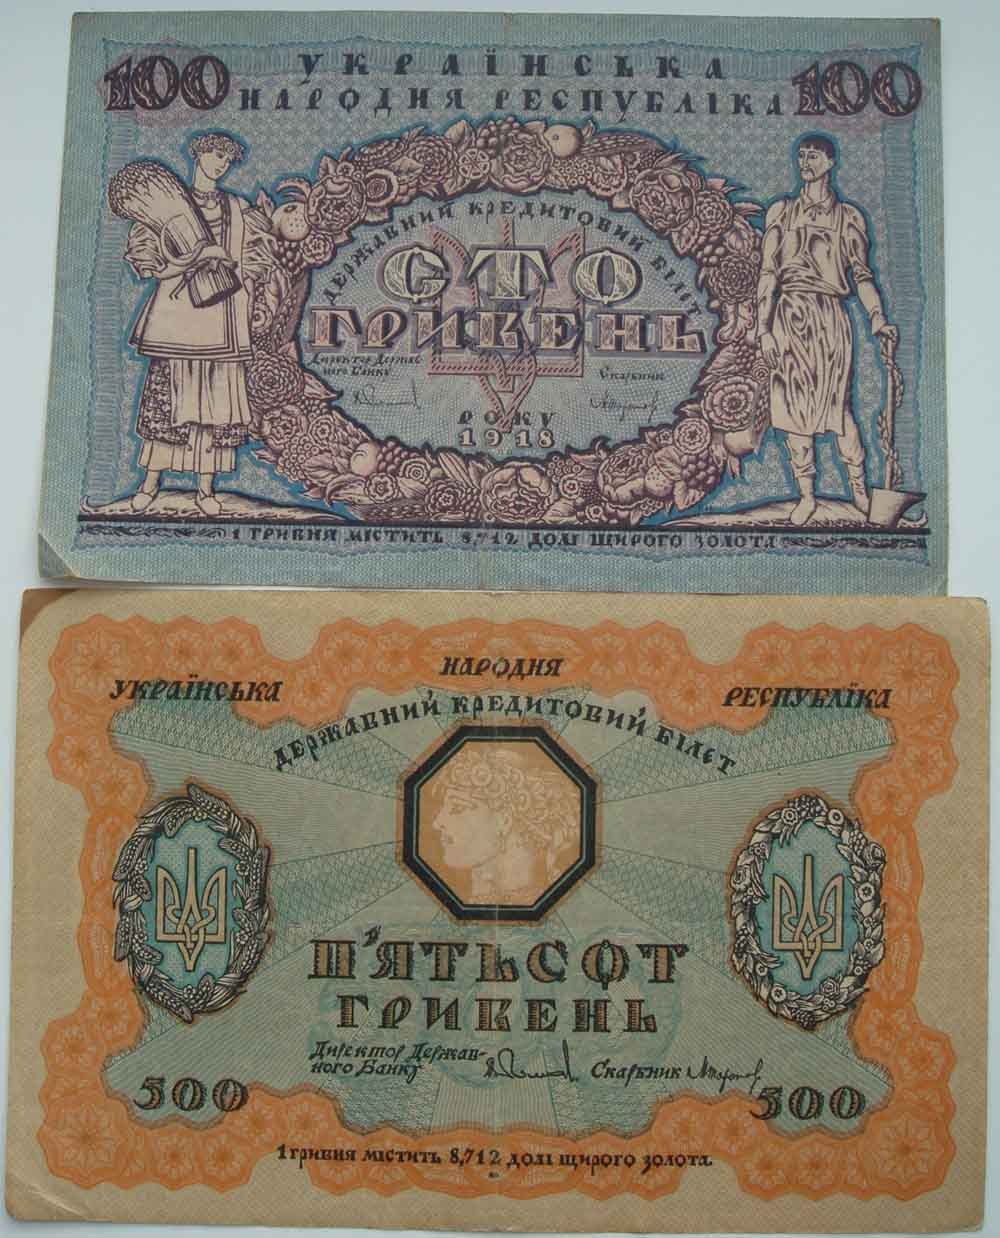 100 УКРАЇНСЬКА 100
НАРОДНЯ РЕСПУБЛІКА
ДЕРЖАВНИЙ КРЕДИТОВИЙ БІЛЕТ
СТО
ГРИВЕНЬ
Директор Держав-
ного Банку
Скарбник
РОКУ
1918
1 ГРИВНЯ МІСТИТЬ 8,712 ДОЛІ ЩИРОГО ЗОЛОТА
УКРАЇНСЬКА НАРОДНЯ РЕСПУБЛІКА
ДЕРЖАВНИЙ КРЕДИТОВИЙ БІЛЕТ
П'ЯТЬСОТ
ГРИВЕНЬ
Директор Держав-
ного Банку
Скарбник
500 500
1 гривня містить 8,712 долі щирого золота